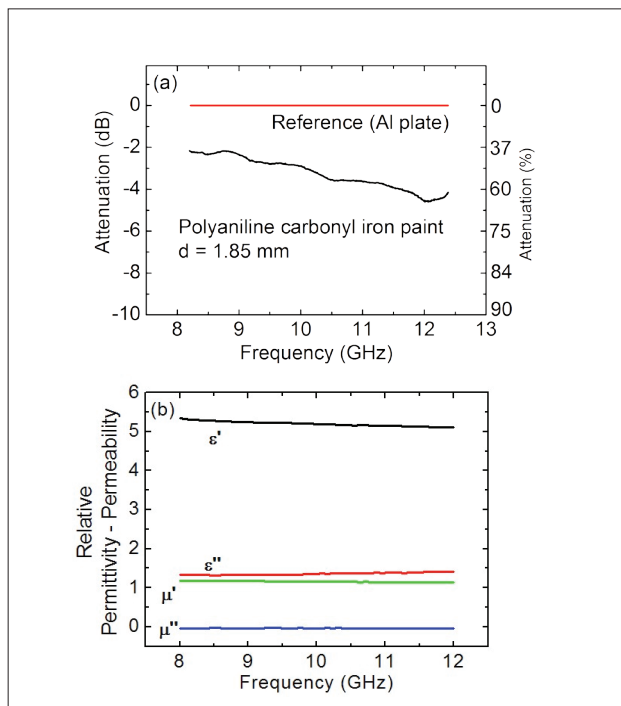 (a)
0
-2
-4
-6
-8
-10
Attenuation (dB)
Reference (Al plate)
Polyaniline carbonyl iron paint
d = 1.85 mm
0
37
60
75
84
90
Attenuation (%)
8 9 10 11 12 13
Frequency (GHz)
(b)
6
5
4
3
2
1
0
Relative
Permittivity - Permeability
ε'
ε"
μ'
μ"
8 9 10 11 12
Frequency (GHz)